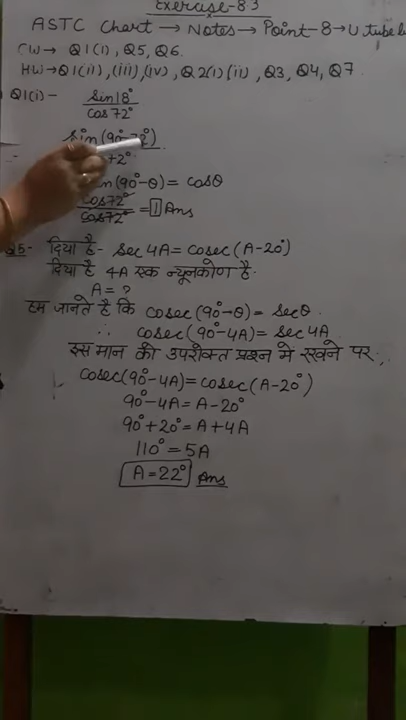 Exercise-8.3
ASTC Chart → Notes → Point-8 → U.tube
CW → Q1(i), Q5, Q6.
HW → Q1(ii), (iii), (iv), Q2(i)(ii), Q3, Q4, Q7
Q1(i) - sin18°
cos72°
sin(90°-72°)
(90°-θ) = cosθ
cos72°
cos72° = 1 Ans
Q5- दिया है- sec4A = cosec(A-20°)
दिया है 4A एक न्यूनकोण है.
A = ?
हम जानते है कि cosec(90°-θ) = secθ
∴ cosec(90°-4A) = sec4A
इस मान को उपरोक्त प्रश्न मे रखने पर,
cosec(90°-4A) = cosec(A-20°)
90°-4A = A-20°
90°+20° = A+4A
110° = 5A
A = 22° Ans